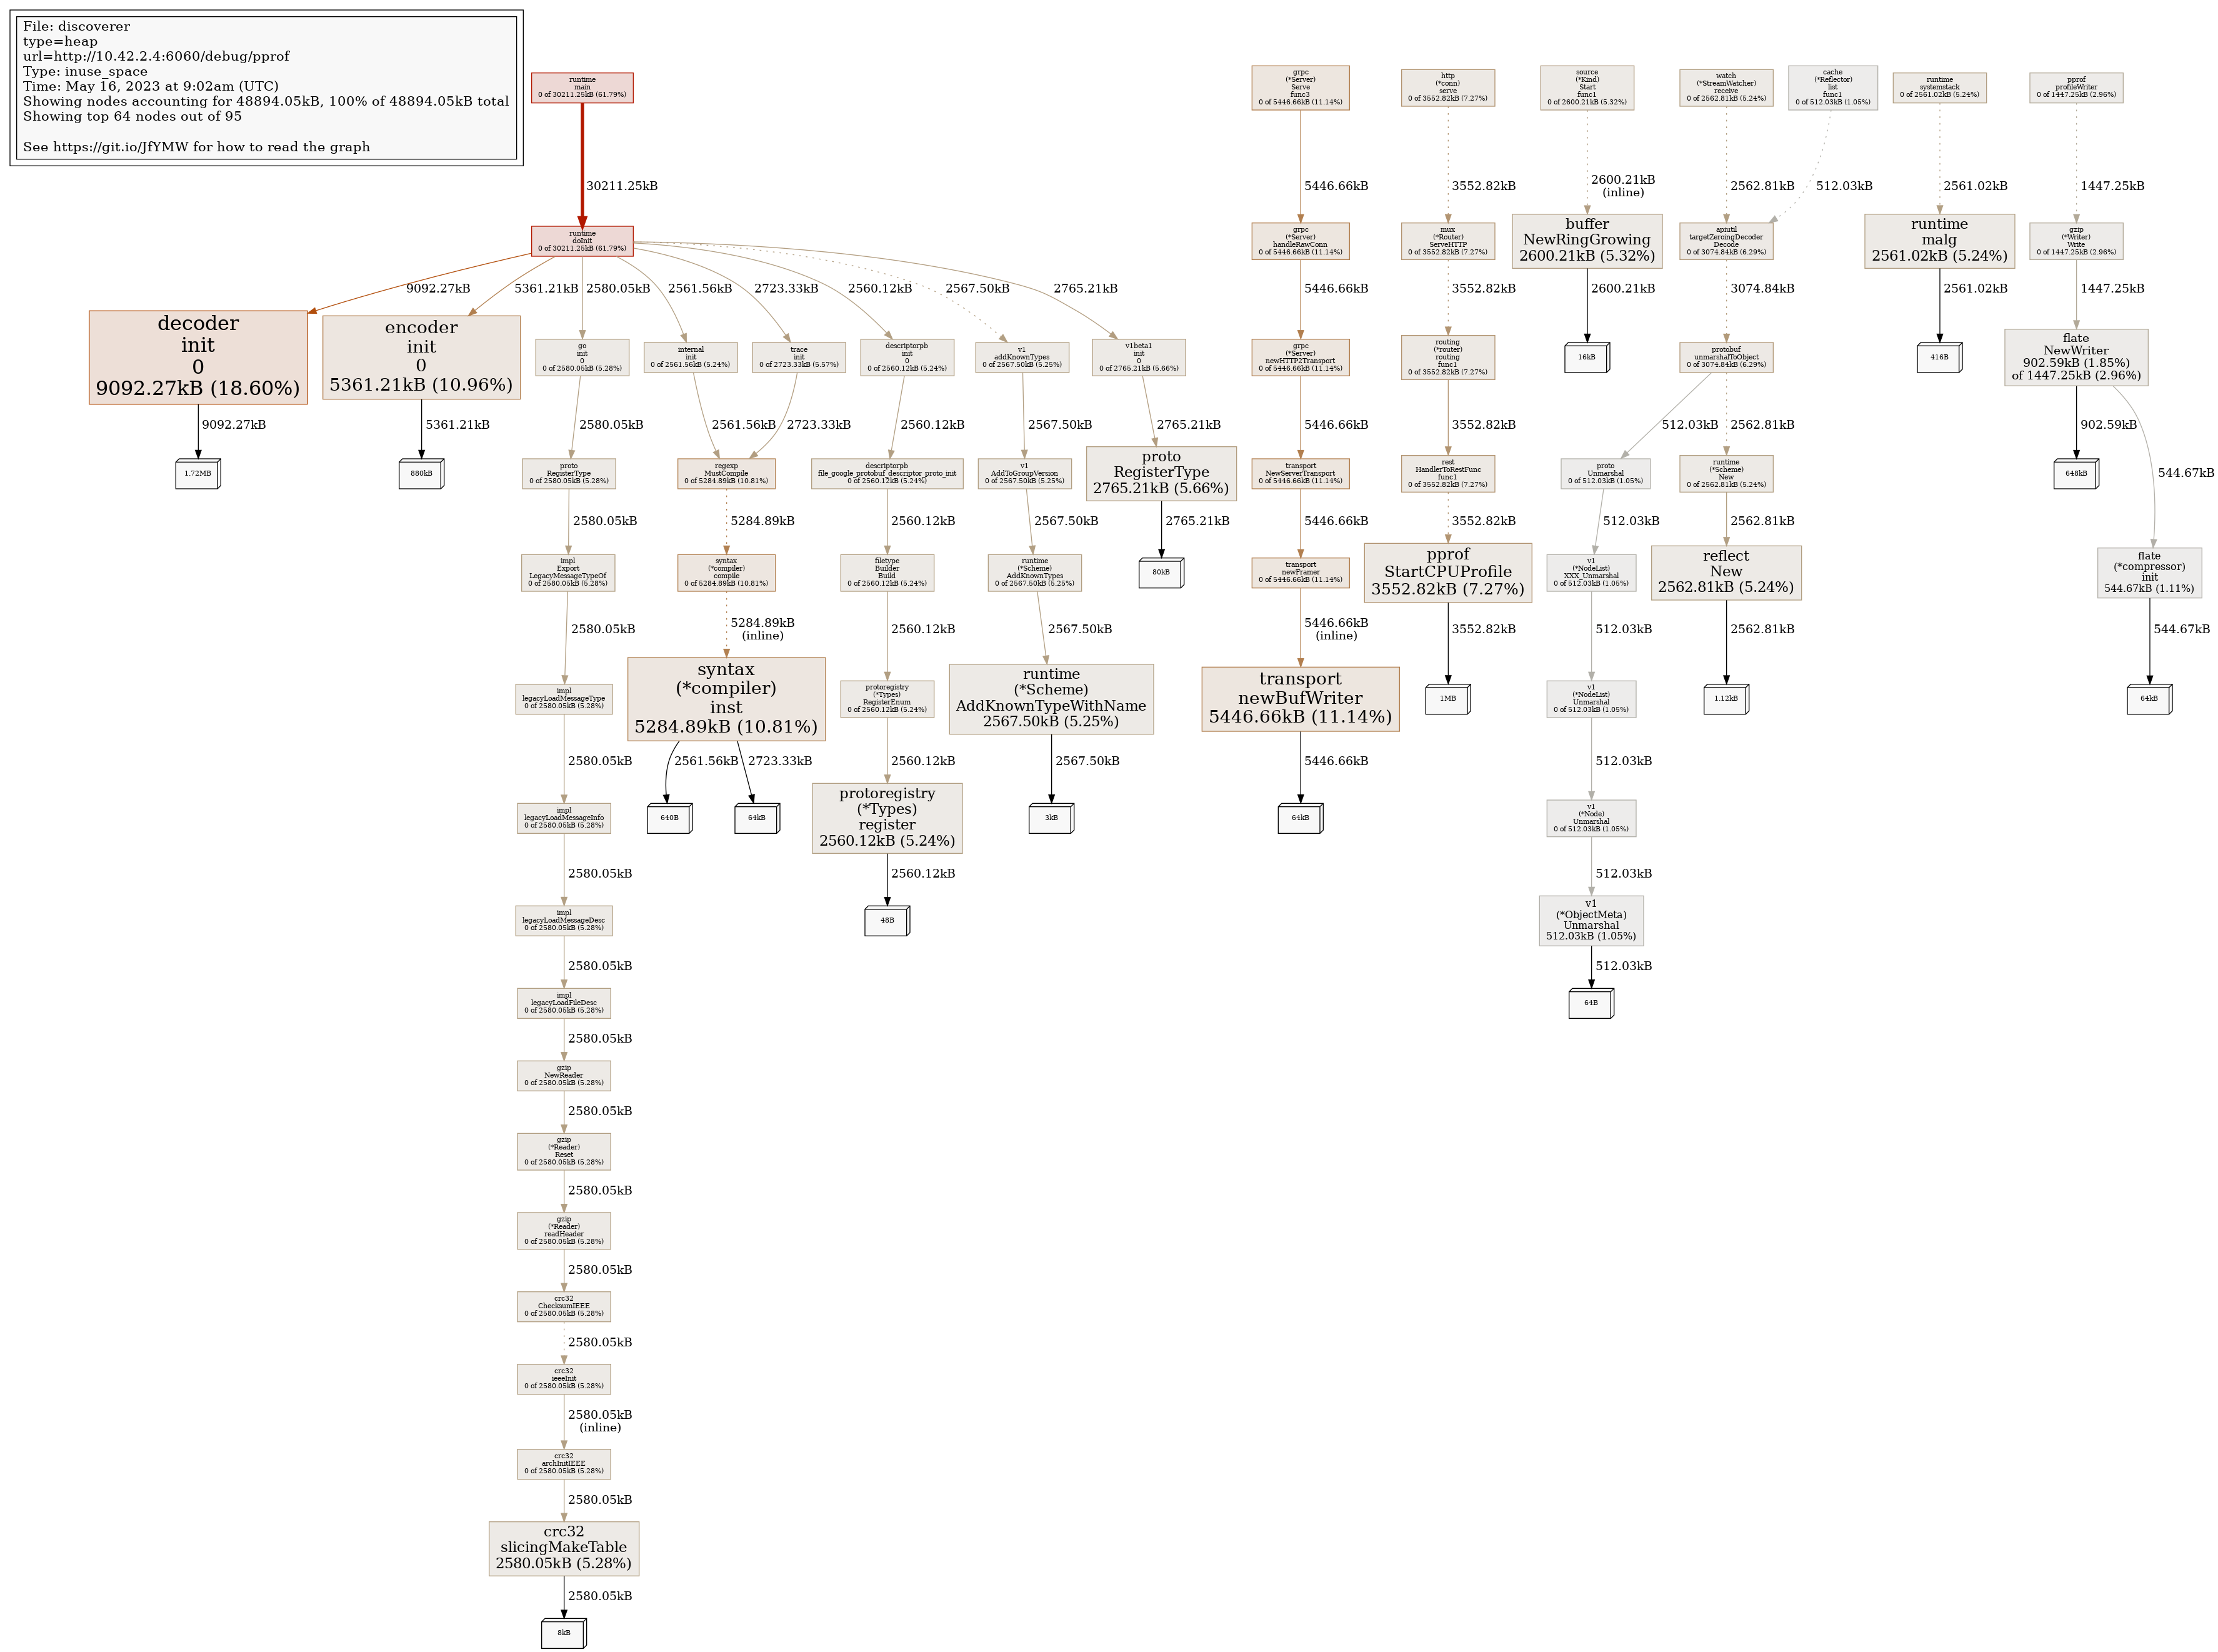 File: discoverer
type=heap
url=http://10.42.2.4:6060/debug/pprof
Type: inuse_space
Time: May 16, 2023 at 9:02am (UTC)
Showing nodes accounting for 48894.05kB, 100% of 48894.05kB total
Showing top 64 nodes out of 95
See https://git.io/JfYMW for how to read the graph
runtime
main
0 of 30211.25kB (61.79%)
30211.25kB
runtime
doInit
0 of 30211.25kB (61.79%)
9092.27kB
5361.21kB
2580.05kB
2561.56kB
2723.33kB
2560.12kB
2567.50kB
2765.21kB
decoder
init
0
9092.27kB (18.60%)
9092.27kB
1.72MB
encoder
init
0
5361.21kB (10.96%)
5361.21kB
880kB
go
init
0
0 of 2580.05kB (5.28%)
2580.05kB
proto
RegisterType
0 of 2580.05kB (5.28%)
2580.05kB
impl
Export
LegacyMessageTypeOf
0 of 2580.05kB (5.28%)
2580.05kB
impl
legacyLoadMessageType
0 of 2580.05kB (5.28%)
2580.05kB
impl
legacyLoadMessageInfo
0 of 2580.05kB (5.28%)
2580.05kB
impl
legacyLoadMessageDesc
0 of 2580.05kB (5.28%)
2580.05kB
impl
legacyLoadFileDesc
0 of 2580.05kB (5.28%)
2580.05kB
gzip
NewReader
0 of 2580.05kB (5.28%)
2580.05kB
gzip
(*Reader)
Reset
0 of 2580.05kB (5.28%)
2580.05kB
gzip
(*Reader)
readHeader
0 of 2580.05kB (5.28%)
2580.05kB
crc32
ChecksumIEEE
0 of 2580.05kB (5.28%)
2580.05kB
crc32
ieeeInit
0 of 2580.05kB (5.28%)
2580.05kB
(inline)
crc32
archInitIEEE
0 of 2580.05kB (5.28%)
2580.05kB
crc32
slicingMakeTable
2580.05kB (5.28%)
2580.05kB
8kB
internal
init
0 of 2561.56kB (5.24%)
2561.56kB
trace
init
0 of 2723.33kB (5.57%)
2723.33kB
regexp
MustCompile
0 of 5284.89kB (10.81%)
5284.89kB
syntax
(*compiler)
compile
0 of 5284.89kB (10.81%)
5284.89kB
(inline)
syntax
(*compiler)
inst
5284.89kB (10.81%)
2561.56kB
2723.33kB
640B
64kB
descriptorpb
init
0
0 of 2560.12kB (5.24%)
2560.12kB
descriptorpb
file_google_protobuf_descriptor_proto_init
0 of 2560.12kB (5.24%)
2560.12kB
filetype
Builder
Build
0 of 2560.12kB (5.24%)
2560.12kB
protoregistry
(*Types)
RegisterEnum
0 of 2560.12kB (5.24%)
2560.12kB
protoregistry
(*Types)
register
2560.12kB (5.24%)
2560.12kB
48B
v1
addKnownTypes
0 of 2567.50kB (5.25%)
2567.50kB
v1
AddToGroupVersion
0 of 2567.50kB (5.25%)
2567.50kB
runtime
(*Scheme)
AddKnownTypes
0 of 2567.50kB (5.25%)
2567.50kB
runtime
(*Scheme)
AddKnownTypeWithName
2567.50kB (5.25%)
2567.50kB
3kB
v1beta1
init
0
0 of 2765.21kB (5.66%)
2765.21kB
proto
RegisterType
2765.21kB (5.66%)
2765.21kB
80kB
grpc
(*Server)
Serve
func3
0 of 5446.66kB (11.14%)
5446.66kB
grpc
(*Server)
handleRawConn
0 of 5446.66kB (11.14%)
5446.66kB
grpc
(*Server)
newHTTP2Transport
0 of 5446.66kB (11.14%)
5446.66kB
transport
NewServerTransport
0 of 5446.66kB (11.14%)
5446.66kB
transport
newFramer
0 of 5446.66kB (11.14%)
5446.66kB
(inline)
transport
newBufWriter
5446.66kB (11.14%)
5446.66kB
64kB
http
(*conn)
serve
0 of 3552.82kB (7.27%)
3552.82kB
mux
(*Router)
ServeHTTP
0 of 3552.82kB (7.27%)
3552.82kB
routing
(*router)
routing
func1
0 of 3552.82kB (7.27%)
3552.82kB
rest
HandlerToRestFunc
func1
0 of 3552.82kB (7.27%)
3552.82kB
pprof
StartCPUProfile
3552.82kB (7.27%)
3552.82kB
1MB
source
(*Kind)
Start
func1
0 of 2600.21kB (5.32%)
2600.21kB
(inline)
buffer
NewRingGrowing
2600.21kB (5.32%)
2600.21kB
16kB
watch
(*StreamWatcher)
receive
0 of 2562.81kB (5.24%)
2562.81kB
cache
(*Reflector)
list
func1
0 of 512.03kB (1.05%)
512.03kB
apiutil
targetZeroingDecoder
Decode
0 of 3074.84kB (6.29%)
3074.84kB
protobuf
unmarshalToObject
0 of 3074.84kB (6.29%)
512.03kB
2562.81kB
proto
Unmarshal
0 of 512.03kB (1.05%)
512.03kB
v1
(*NodeList)
XXX_Unmarshal
0 of 512.03kB (1.05%)
512.03kB
v1
(*NodeList)
Unmarshal
0 of 512.03kB (1.05%)
512.03kB
v1
(*Node)
Unmarshal
0 of 512.03kB (1.05%)
512.03kB
v1
(*ObjectMeta)
Unmarshal
512.03kB (1.05%)
512.03kB
64B
runtime
(*Scheme)
New
0 of 2562.81kB (5.24%)
2562.81kB
reflect
New
2562.81kB (5.24%)
2562.81kB
1.12kB
runtime
systemstack
0 of 2561.02kB (5.24%)
2561.02kB
runtime
malg
2561.02kB (5.24%)
2561.02kB
416B
pprof
profileWriter
0 of 1447.25kB (2.96%)
1447.25kB
gzip
(*Writer)
Write
0 of 1447.25kB (2.96%)
1447.25kB
flate
NewWriter
902.59kB (1.85%)
of 1447.25kB (2.96%)
902.59kB
544.67kB
648kB
flate
(*compressor)
init
544.67kB (1.11%)
544.67kB
64kB